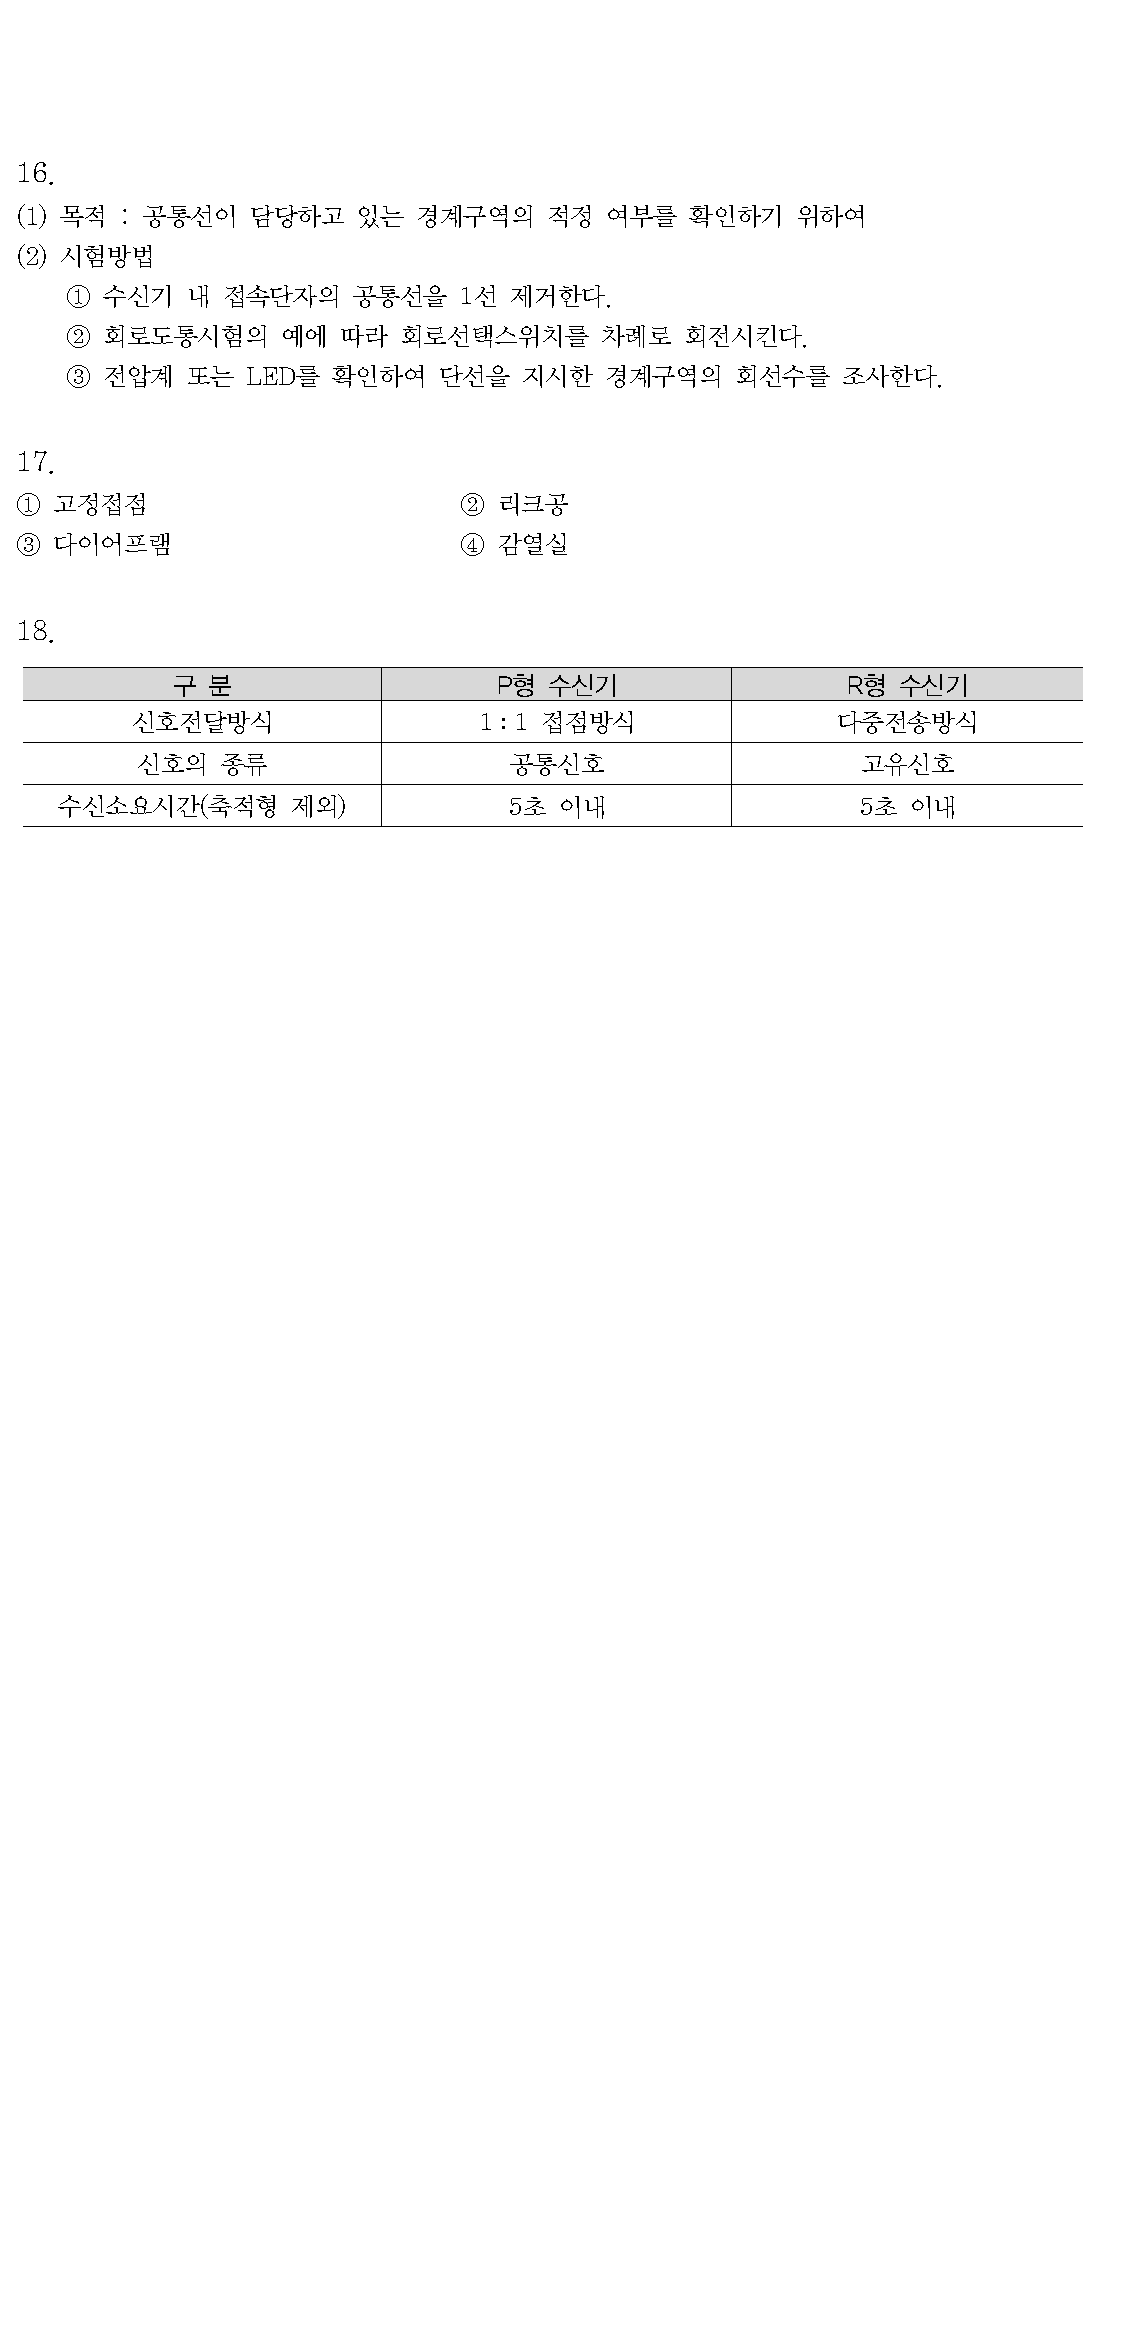 16.
(1) 목적 : 공통선이 담당하고 있는 경계구역의 적정 여부를 확인하기 위하여
(2) 시험방법
① 수신기 내 접속단자의 공통선을 1선 제거한다.
② 회로도통시험의 예에 따라 회로선택스위치를 차례로 회전시킨다.
③ 전압계 또는 LED를 확인하여 단선을 지시한 경계구역의 회선수를 조사한다.
17.
① 고정접점 ② 리크공
③ 다이어프램 ④ 감열실
18.
구 분 P형 수신기 R형 수신기
신호전달방식 1 : 1 접점방식 다중전송방식
신호의 종류 공통신호 고유신호
수신소요시간(축적형 제외) 5초 이내 5초 이내